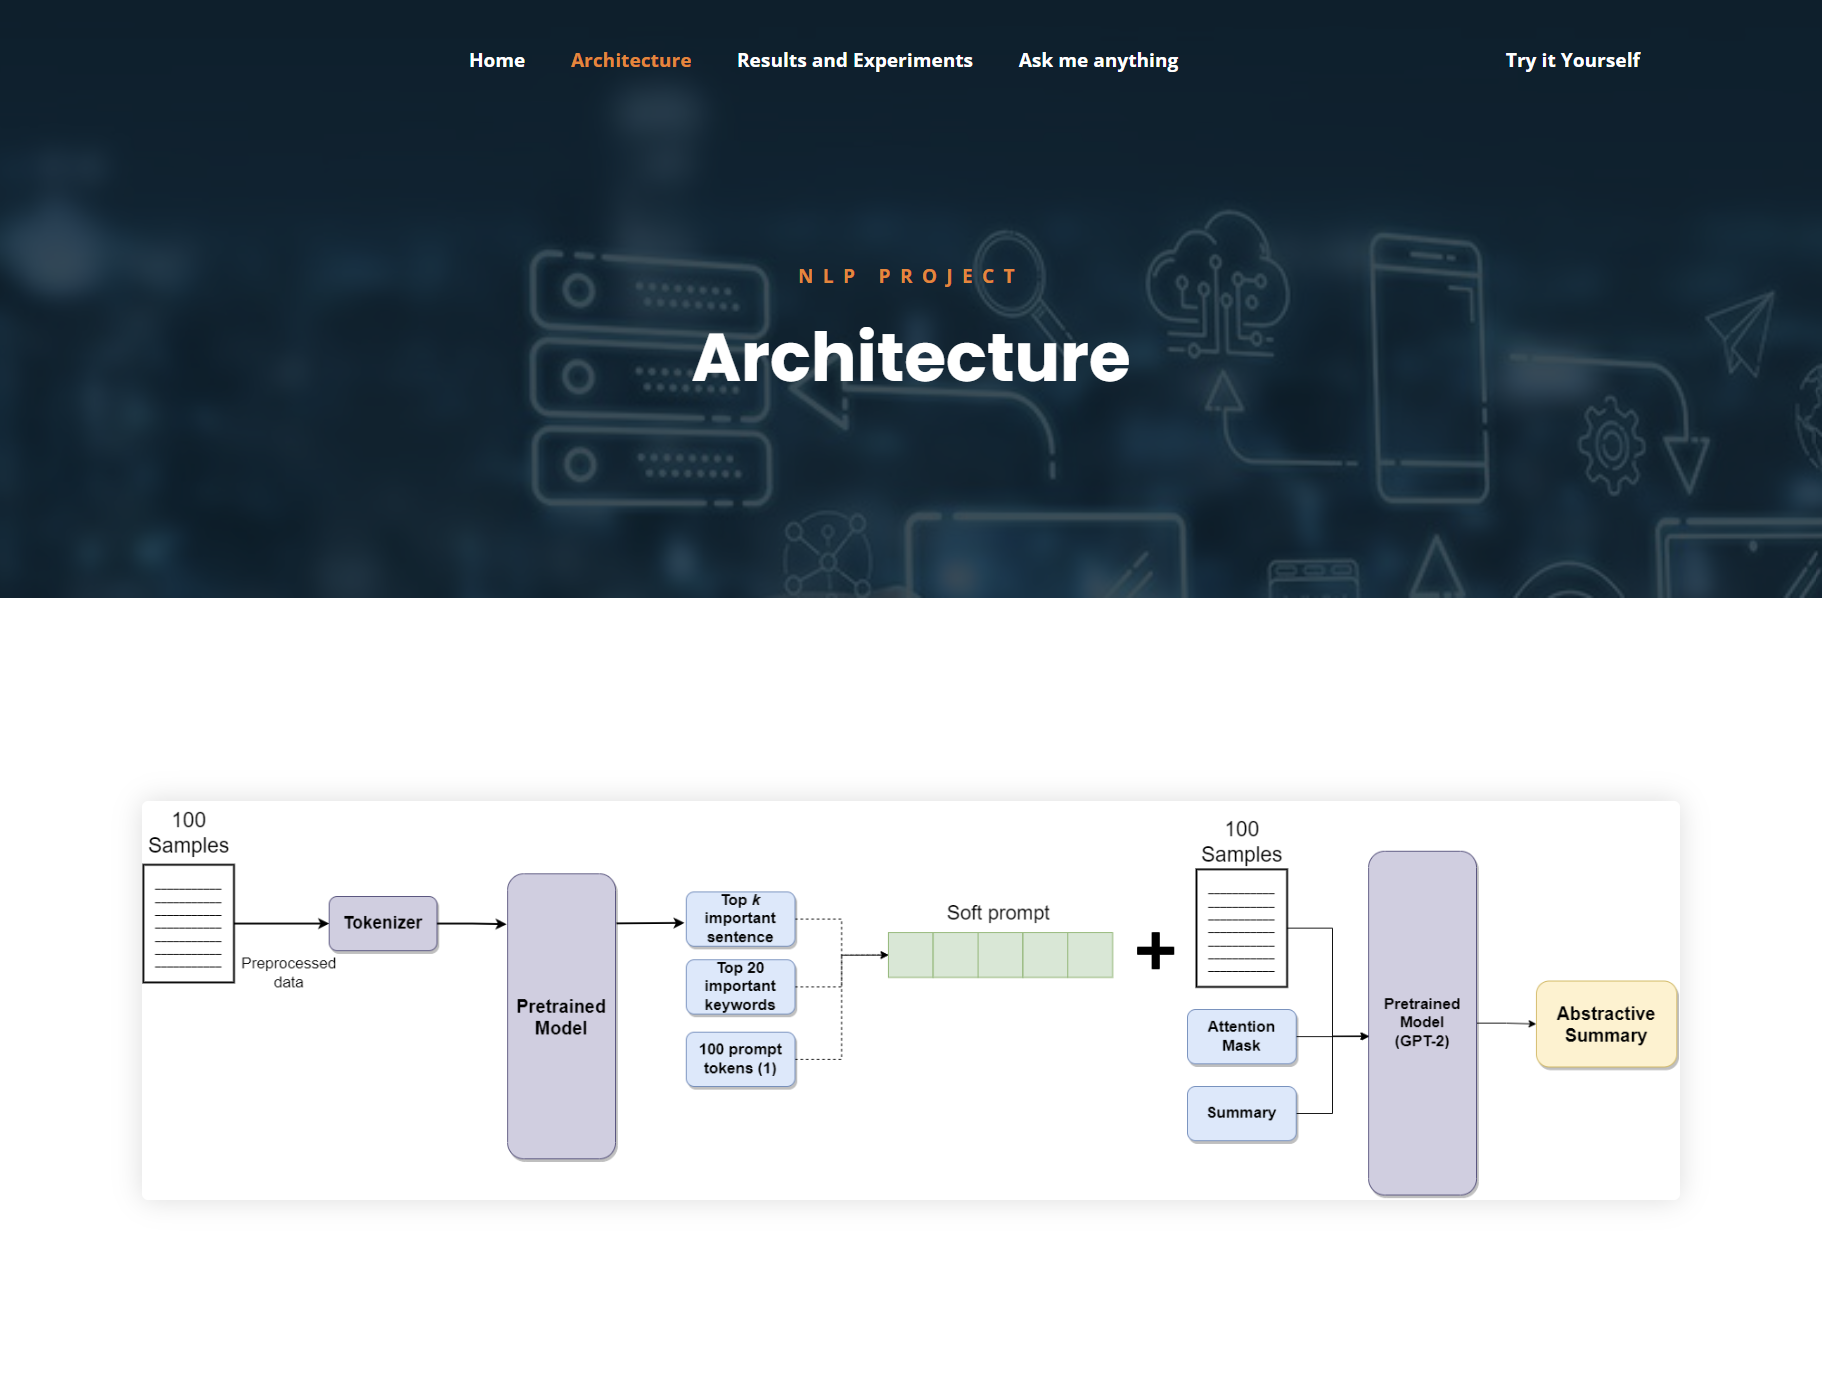 Home Architecture Results and Experiments Ask me anything Try it Yourself
NLP PROJECT
Architecture
100
Samples
Preprocessed
data
Tokenizer
Pretrained
Model
Top k
important
sentence
Top 20
important
keywords
100 prompt
tokens (1)
Soft prompt
+
100
Samples
Attention
Mask
Summary
Pretrained
Model
(GPT-2)
Abstractive
Summary